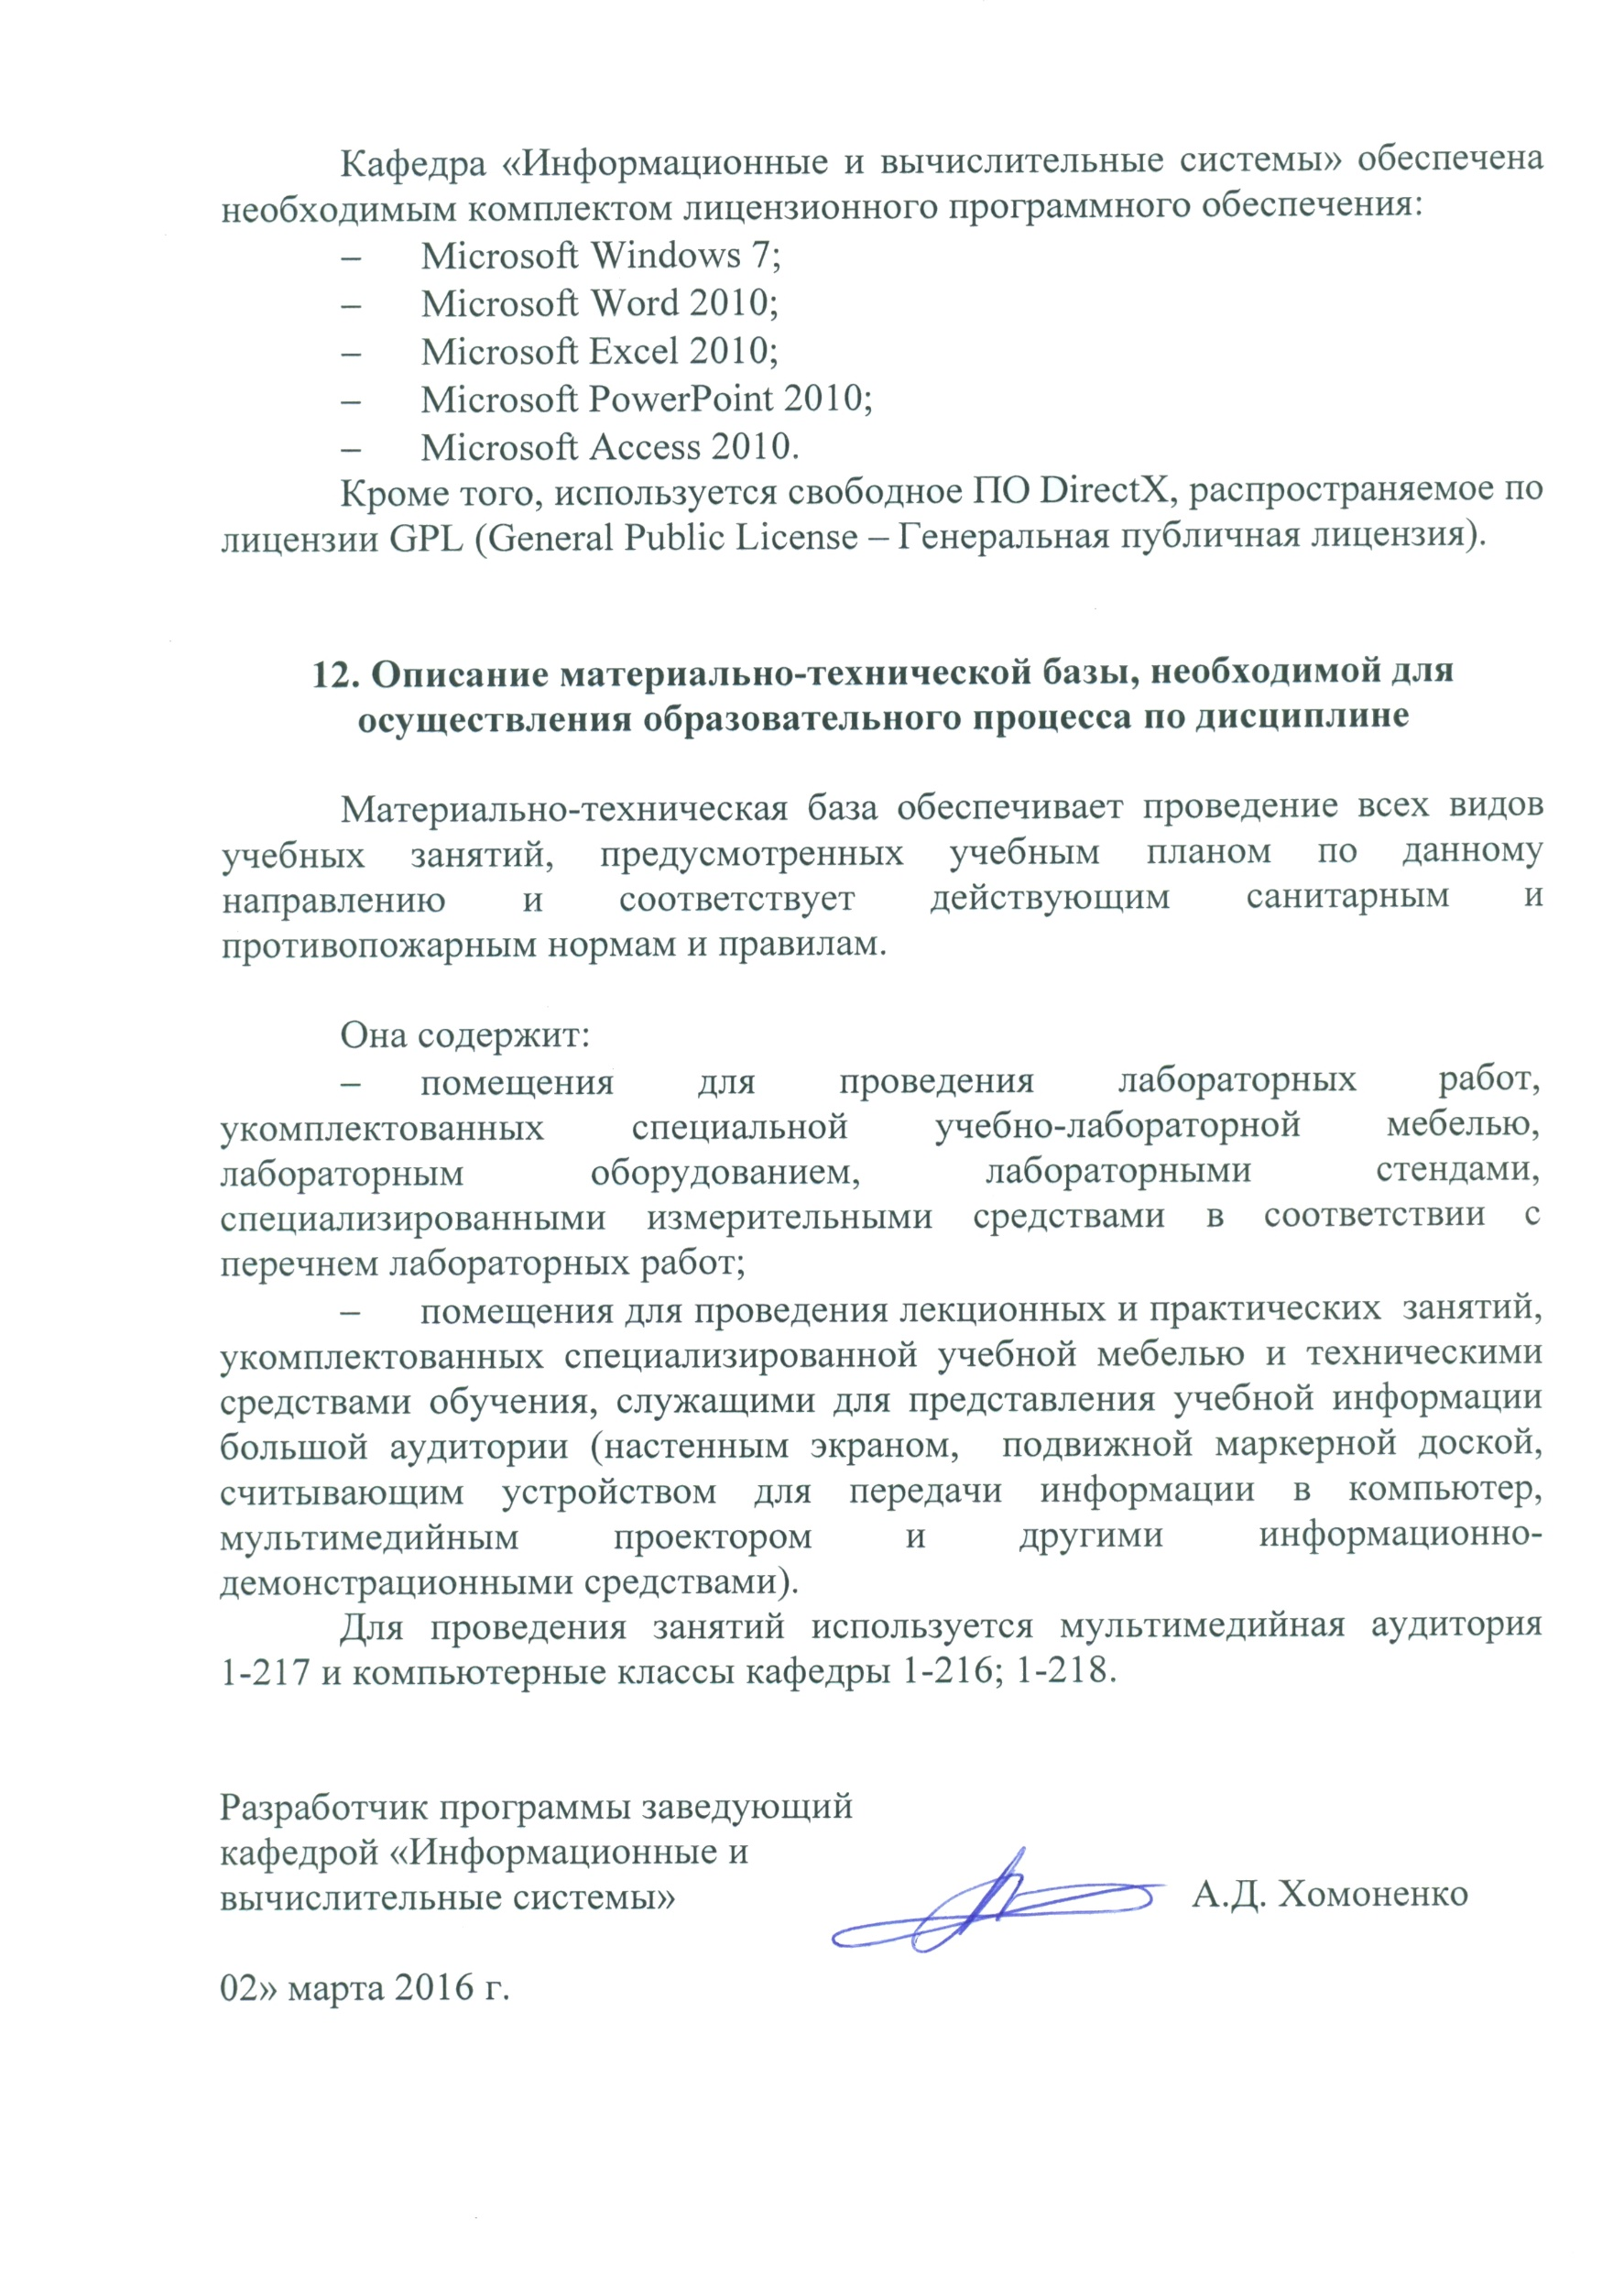 Кафедра «Информационные и вычислительные системы» обеспечена
необходимым комплектом лицензионного программного обеспечения:
– Microsoft Windows 7;
– Microsoft Word 2010;
– Microsoft Excel 2010;
– Microsoft PowerPoint 2010;
– Microsoft Access 2010.
Кроме того, используется свободное ПО DirectX, распространяемое по
лицензии GPL (General Public License – Генеральная публичная лицензия).
12. Описание материально-технической базы, необходимой для
осуществления образовательного процесса по дисциплине
Материально-техническая база обеспечивает проведение всех видов
учебных занятий, предусмотренных учебным планом по данному
направлению и соответствует действующим санитарным и
противопожарным нормам и правилам.
Она содержит:
– помещения для проведения лабораторных работ,
укомплектованных специальной учебно-лабораторной мебелью,
лабораторным оборудованием, лабораторными стендами,
специализированными измерительными средствами в соответствии с
перечнем лабораторных работ;
– помещения для проведения лекционных и практических занятий,
укомплектованных специализированной учебной мебелью и техническими
средствами обучения, служащими для представления учебной информации
большой аудитории (настенным экраном, подвижной маркерной доской,
считывающим устройством для передачи информации в компьютер,
мультимедийным проектором и другими информационно-
демонстрационными средствами).
Для проведения занятий используется мультимедийная аудитория
1-217 и компьютерные классы кафедры 1-216; 1-218.
Разработчик программы заведующий
кафедрой «Информационные и
вычислительные системы» А.Д. Хомоненко
02» марта 2016 г.